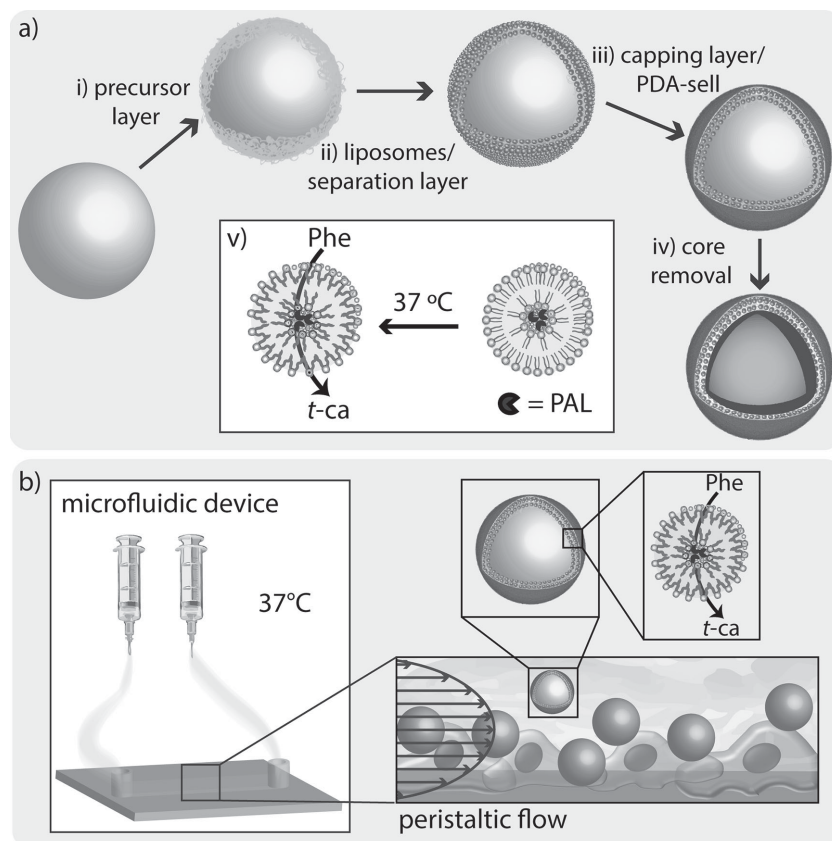 a)
i) precursor
layer
ii) liposomes/
separation layer
iii) capping layer/
PDA-sell
iv) core
removal
v)
Phe
37 °C
t-ca
= PAL
b)
microfluidic device
37°C
Phe
t-ca
peristaltic flow